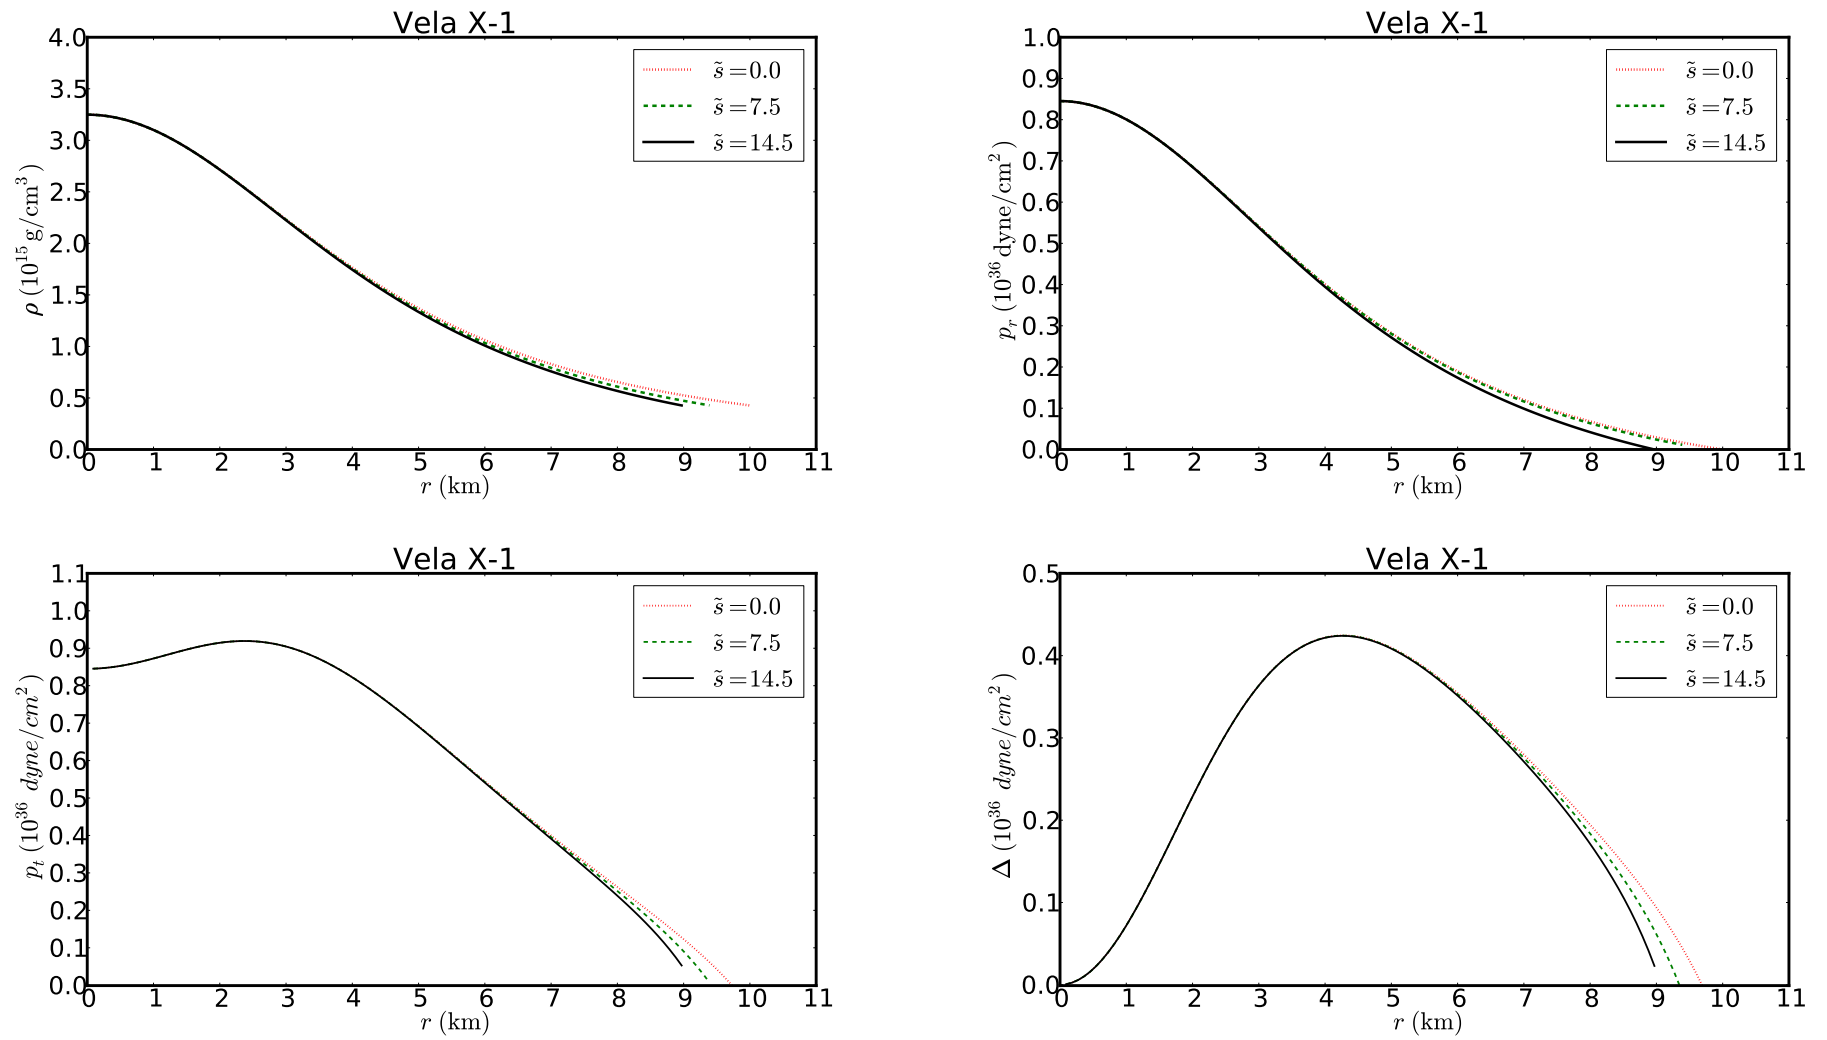 Vela X-1
4.0
3.5
3.0
2.5
2.0
1.5
1.0
0.5
0.0
ρ (10^15 g/cm^3)
s̃=0.0
s̃=7.5
s̃=14.5
0 1 2 3 4 5 6 7 8 9 10 11
r (km)
Vela X-1
1.0
0.9
0.8
0.7
0.6
0.5
0.4
0.3
0.2
0.1
0.0
p_r (10^36 dyne/cm^2)
s̃=0.0
s̃=7.5
s̃=14.5
0 1 2 3 4 5 6 7 8 9 10 11
r (km)
Vela X-1
1.1
1.0
0.9
0.8
0.7
0.6
0.5
0.4
0.3
0.2
0.1
0.0
p_t (10^36 dyne/cm^2)
s̃=0.0
s̃=7.5
s̃=14.5
0 1 2 3 4 5 6 7 8 9 10 11
r (km)
Vela X-1
0.5
0.4
0.3
0.2
0.1
0.0
Δ (10^36 dyne/cm^2)
s̃=0.0
s̃=7.5
s̃=14.5
0 1 2 3 4 5 6 7 8 9 10 11
r (km)